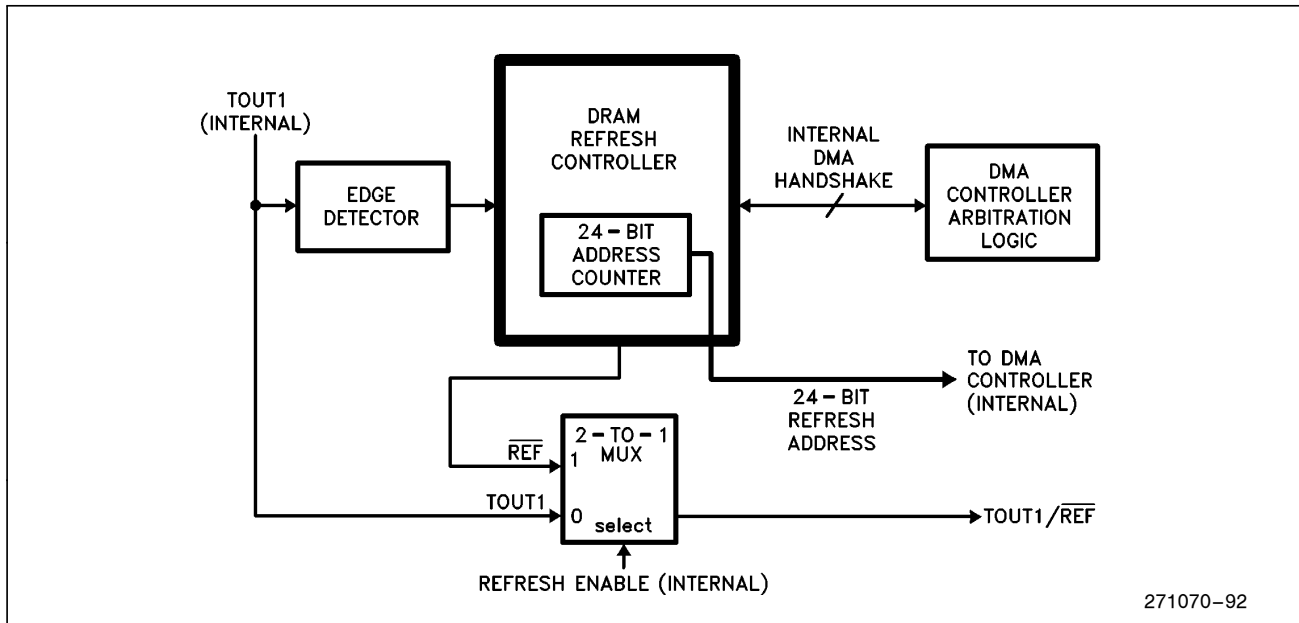 TOUT1
(INTERNAL)
EDGE
DETECTOR
DRAM
REFRESH
CONTROLLER
24-BIT
ADDRESS
COUNTER
INTERNAL
DMA
HANDSHAKE
DMA
CONTROLLER
ARBITRATION
LOGIC
TO DMA
CONTROLLER
(INTERNAL)
24-BIT
REFRESH
ADDRESS
2-TO-1
MUX
R̅E̅F̅
1
TOUT1
0
select
TOUT1/R̅E̅F̅
REFRESH ENABLE (INTERNAL)
271070-92